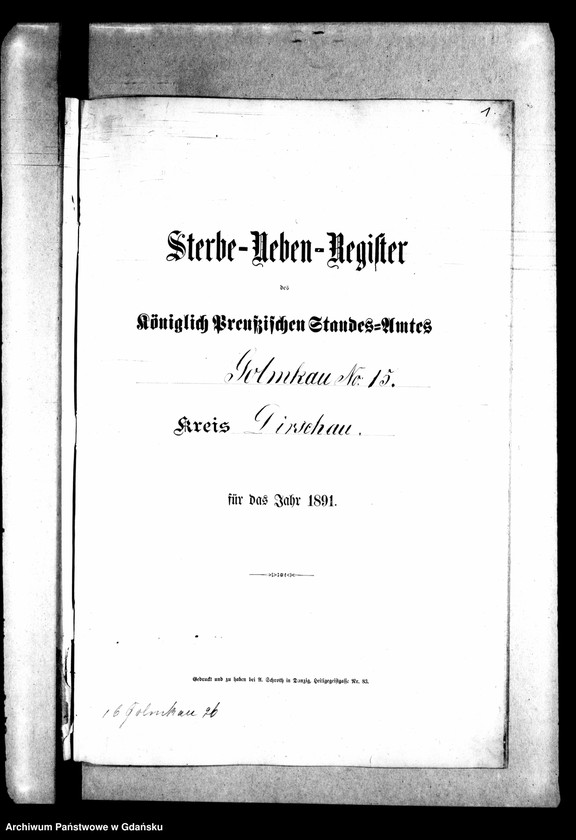 1.
Sterbe-Neben-Register
des
Königlich Preußischen Standes-Amtes
Golmkau No. 15.
Kreis Dirschau.
für das Jahr 1891.
Gedruckt und zu haben bei A. Schroth in Danzig, Heiligegeistgasse Nr. 83.
16 Golmkau 26
Archiwum Państwowe w Gdańsku